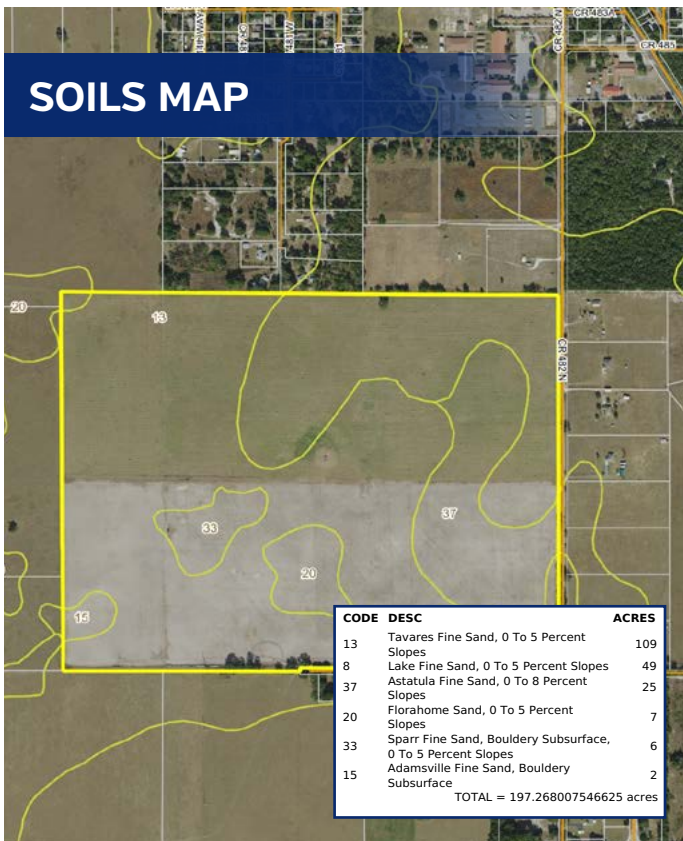 CR 483A
CR 482 N
CR 485
SOILS MAP
20
13
CR 482 N
33
37
20
15
CODE DESC ACRES
13 Tavares Fine Sand, 0 To 5 Percent Slopes 109
8 Lake Fine Sand, 0 To 5 Percent Slopes 49
37 Astatula Fine Sand, 0 To 8 Percent Slopes 25
20 Florahome Sand, 0 To 5 Percent Slopes 7
33 Sparr Fine Sand, Bouldery Subsurface, 0 To 5 Percent Slopes 6
15 Adamsville Fine Sand, Bouldery Subsurface 2
TOTAL = 197.268007546625 acres